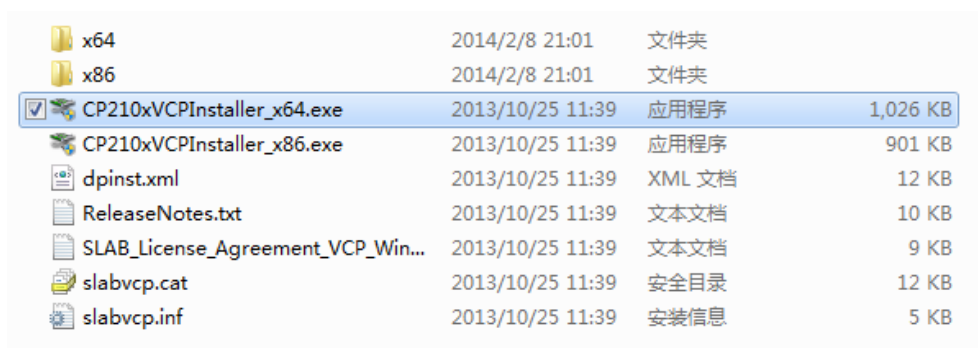 x64 2014/2/8 21:01 文件夹
x86 2014/2/8 21:01 文件夹
CP210xVCPInstaller_x64.exe 2013/10/25 11:39 应用程序 1,026 KB
CP210xVCPInstaller_x86.exe 2013/10/25 11:39 应用程序 901 KB
dpinst.xml 2013/10/25 11:39 XML 文档 12 KB
ReleaseNotes.txt 2013/10/25 11:39 文本文档 10 KB
SLAB_License_Agreement_VCP_Win... 2013/10/25 11:39 文本文档 9 KB
slabvcp.cat 2013/10/25 11:39 安全目录 12 KB
slabvcp.inf 2013/10/25 11:39 安装信息 5 KB